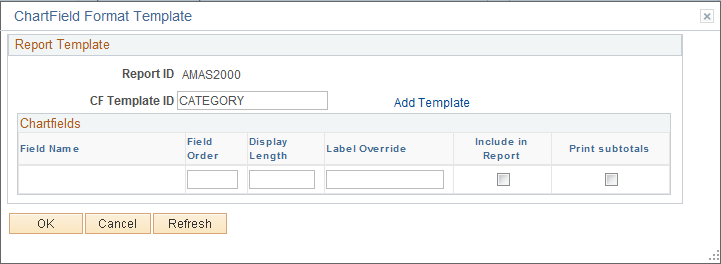 ChartField Format Template
Report Template
Report ID AMAS2000
CF Template ID CATEGORY Add Template
Chartfields
Field Name Field Order Display Length Label Override Include in Report Print subtotals
OK Cancel Refresh